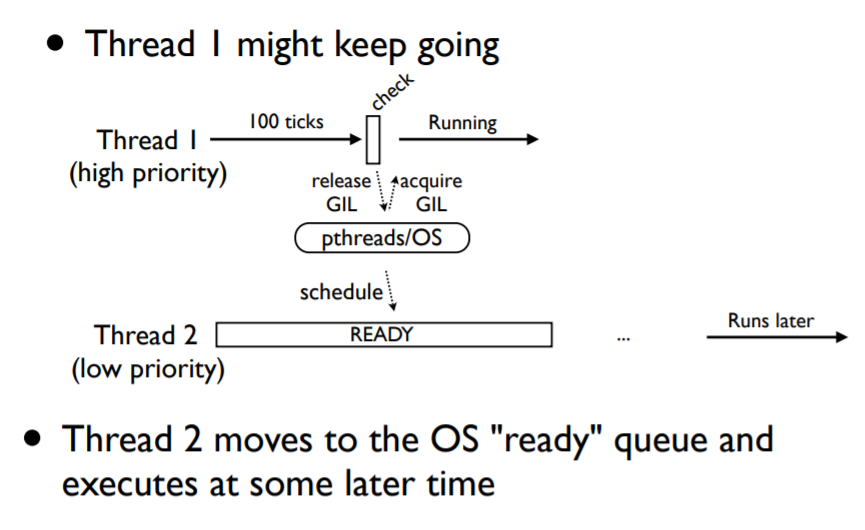 • Thread 1 might keep going
check
100 ticks
Running
Thread 1
(high priority)
release
GIL
acquire
GIL
pthreads/OS
schedule
Thread 2
(low priority)
READY
...
Runs later
• Thread 2 moves to the OS "ready" queue and
executes at some later time